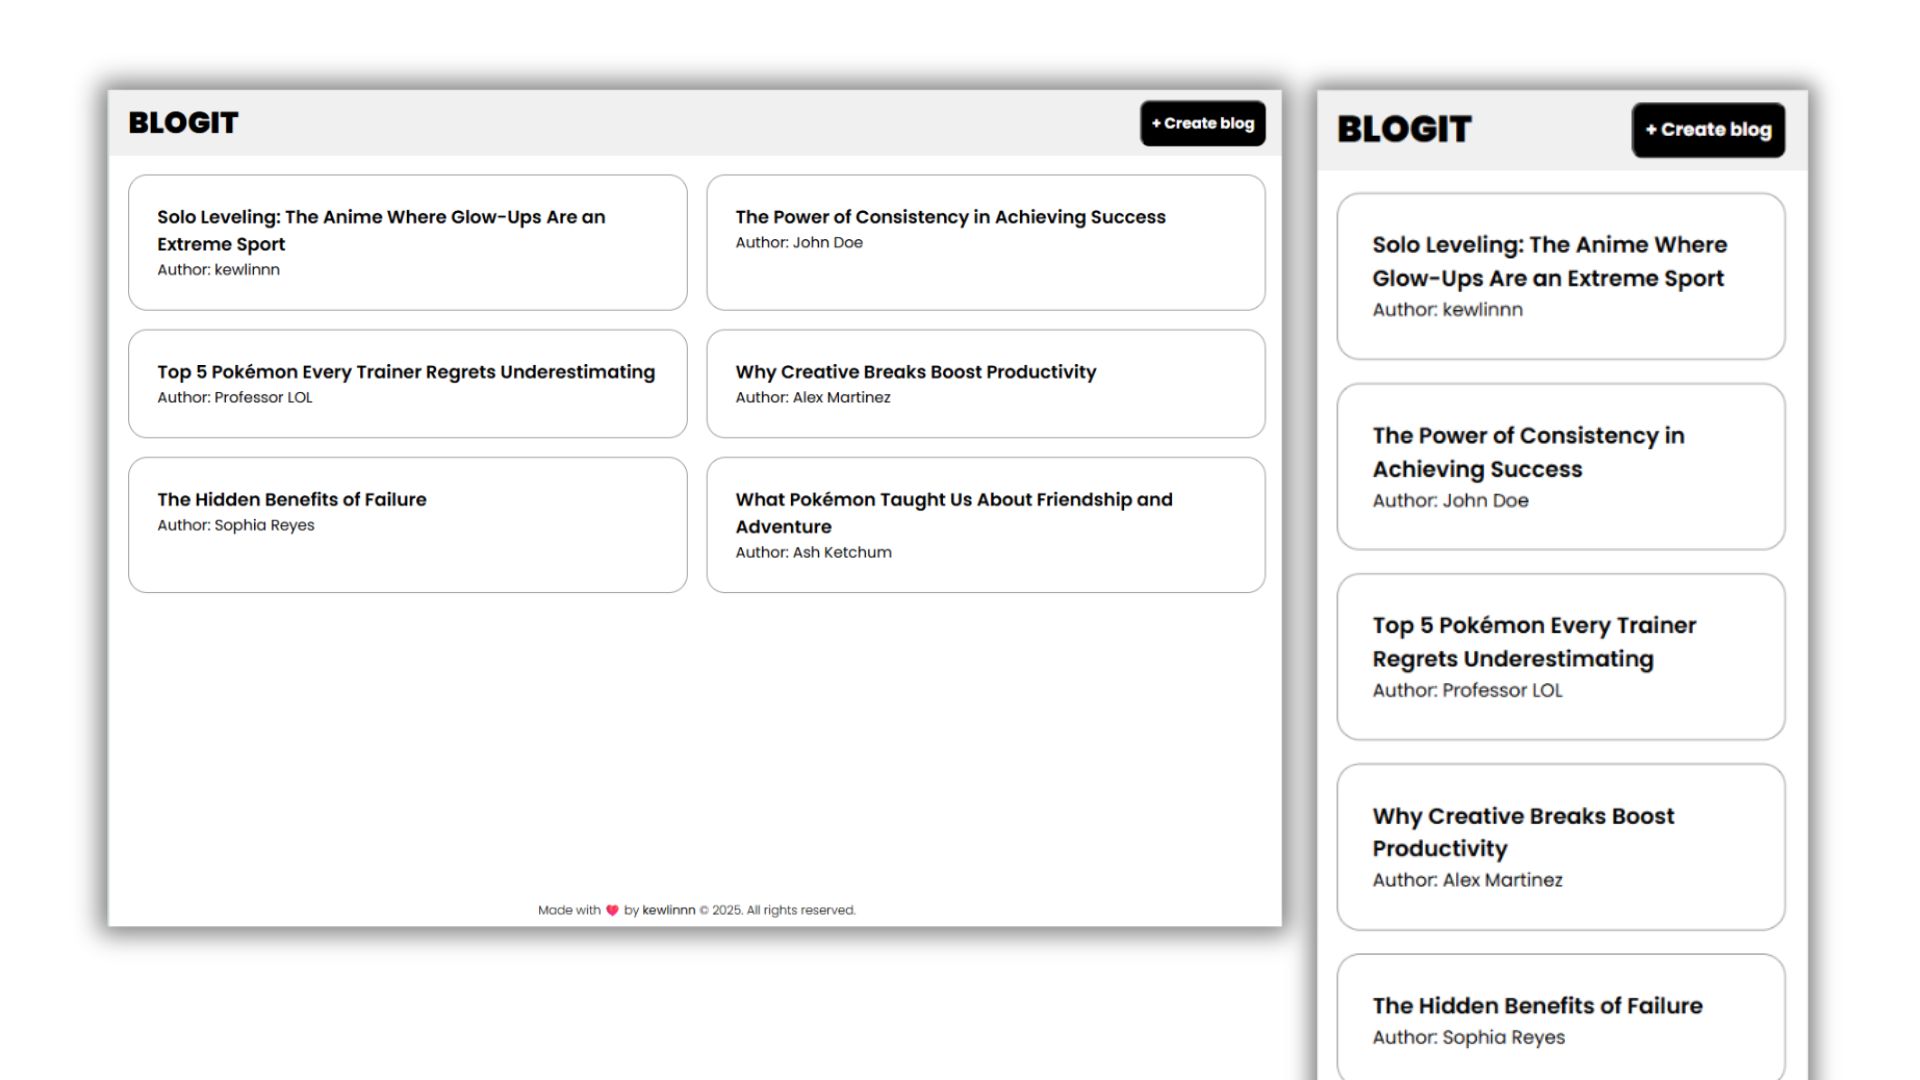 BLOGIT
+ Create blog
Solo Leveling: The Anime Where Glow-Ups Are an
Extreme Sport
Author: kewlinnn
The Power of Consistency in Achieving Success
Author: John Doe
Top 5 Pokémon Every Trainer Regrets Underestimating
Author: Professor LOL
Why Creative Breaks Boost Productivity
Author: Alex Martinez
The Hidden Benefits of Failure
Author: Sophia Reyes
What Pokémon Taught Us About Friendship and
Adventure
Author: Ash Ketchum
Made with ❤️ by kewlinnn © 2025. All rights reserved.
BLOGIT
+ Create blog
Solo Leveling: The Anime Where
Glow-Ups Are an Extreme Sport
Author: kewlinnn
The Power of Consistency in
Achieving Success
Author: John Doe
Top 5 Pokémon Every Trainer
Regrets Underestimating
Author: Professor LOL
Why Creative Breaks Boost
Productivity
Author: Alex Martinez
The Hidden Benefits of Failure
Author: Sophia Reyes